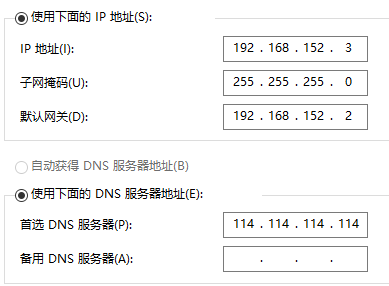 使用下面的 IP 地址(S):
IP 地址(I): 192 . 168 . 152 . 3
子网掩码(U): 255 . 255 . 255 . 0
默认网关(D): 192 . 168 . 152 . 2
自动获得 DNS 服务器地址(B)
使用下面的 DNS 服务器地址(E):
首选 DNS 服务器(P): 114 . 114 . 114 . 114
备用 DNS 服务器(A): . . .